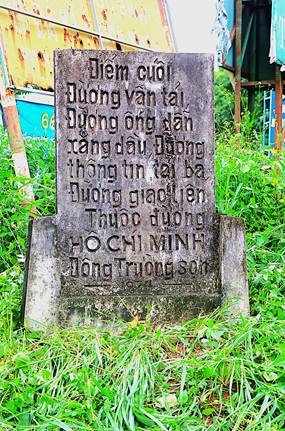 Điểm cuối
Đường vận tải
Đường ống dẫn
xăng dầu Đường
thông tin tải ba
Đường giao liên
Thuộc đường
HỒ CHÍ MINH
Đông Trường sơn